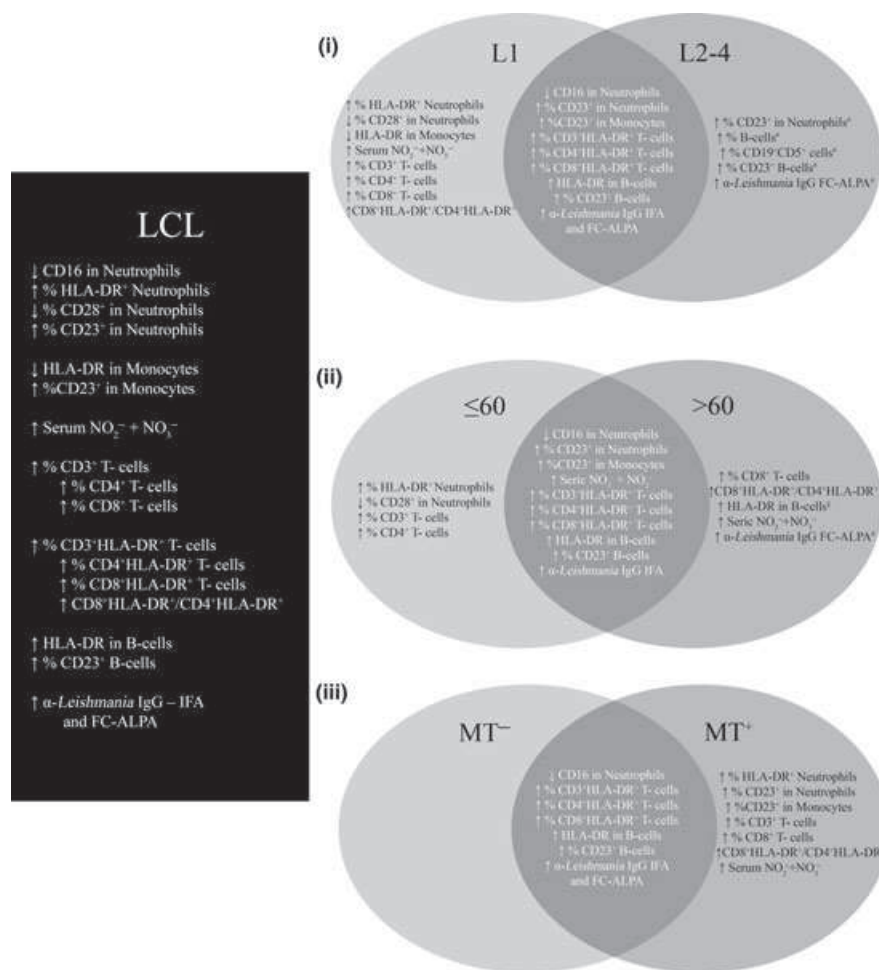 (i)
L1
L2-4
↑ % HLA-DR⁺ Neutrophils
↓ % CD28⁺ in Neutrophils
↓ HLA-DR in Monocytes
↑ Serum NO₂⁻+NO₃⁻
↑ % CD3⁺ T- cells
↑ % CD4⁺ T- cells
↑ % CD8⁺ T- cells
↑CD8⁺HLA-DR⁺/CD4⁺HLA-DR⁺
↓ CD16 in Neutrophils
↑ % CD23⁺ in Neutrophils
↑ %CD23⁺ in Monocytes
↑ % CD3⁺HLA-DR⁺ T-cells
↑ % CD4⁺HLA-DR⁺ T-cells
↑ % CD8⁺HLA-DR⁺ T-cells
↑ HLA-DR in B-cells
↑ % CD23⁺ B-cells
↑ α-Leishmania IgG IFA
and FC-ALPA
↑ % CD23⁺ in Neutrophils
↑ % B-cells
↑ % CD19⁺CD5⁺ cells
↑ % CD23⁺ B-cells
↑ α-Leishmania IgG FC-ALPA
LCL
↓ CD16 in Neutrophils
↑ % HLA-DR⁺ Neutrophils
↓ % CD28⁺ in Neutrophils
↑ % CD23⁺ in Neutrophils
↓ HLA-DR in Monocytes
↑ %CD23⁺ in Monocytes
↑ Serum NO₂⁻ + NO₃⁻
↑ % CD3⁺ T- cells
↑ % CD4⁺ T- cells
↑ % CD8⁺ T- cells
↑ % CD3⁺HLA-DR⁺ T- cells
↑ % CD4⁺HLA-DR⁺ T- cells
↑ % CD8⁺HLA-DR⁺ T- cells
↑ CD8⁺HLA-DR⁺/CD4⁺HLA-DR⁺
↑ HLA-DR in B-cells
↑ % CD23⁺ B-cells
↑ α-Leishmania IgG – IFA
and FC-ALPA
(ii)
≤60
>60
↑ % HLA-DR⁺ Neutrophils
↓ % CD28⁺ in Neutrophils
↑ % CD3⁺ T- cells
↑ % CD4⁺ T- cells
↓ CD16 in Neutrophils
↑ % CD23⁺ in Neutrophils
↑ %CD23⁺ in Monocytes
↑ Seric NO₂⁻ + NO₃⁻
↑ % CD3⁺HLA-DR⁺ T-cells
↑ % CD4⁺HLA-DR⁺ T-cells
↑ % CD8⁺HLA-DR⁺ T-cells
↑ HLA-DR in B-cells
↑ % CD23⁺ B-cells
↑ α-Leishmania IgG IFA
↑ % CD8⁺ T- cells
↑CD8⁺HLA-DR⁺/CD4⁺HLA-DR⁺
↑ HLA-DR in B-cells
↑ Seric NO₂⁻+NO₃⁻
↑ α-Leishmania IgG FC-ALPA
(iii)
MT⁻
MT⁺
↓ CD16 in Neutrophils
↑ % CD3⁺HLA-DR⁺ T-cells
↑ % CD4⁺HLA-DR⁺ T-cells
↑ % CD8⁺HLA-DR⁺ T-cells
↑ HLA-DR in B-cells
↑ % CD23⁺ B-cells
↑ α-Leishmania IgG IFA
and FC-ALPA
↑ % HLA-DR⁺ Neutrophils
↑ % CD23⁺ in Neutrophils
↑ %CD23⁺ in Monocytes
↑ % CD3⁺ T- cells
↑ % CD8⁺ T- cells
↑CD8⁺HLA-DR⁺/CD4⁺HLA-DR
↑ Serum NO₂⁻+NO₃⁻